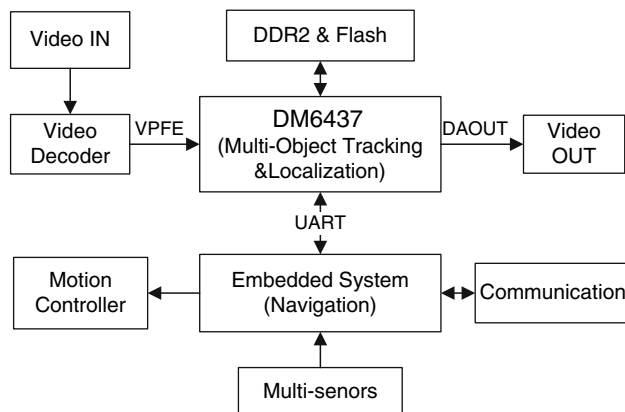 Video IN
DDR2 & Flash
Video
Decoder
VPFE
DM6437
(Multi-Object Tracking
&Localization)
DAOUT
Video
OUT
UART
Motion
Controller
Embedded System
(Navigation)
Communication
Multi-senors